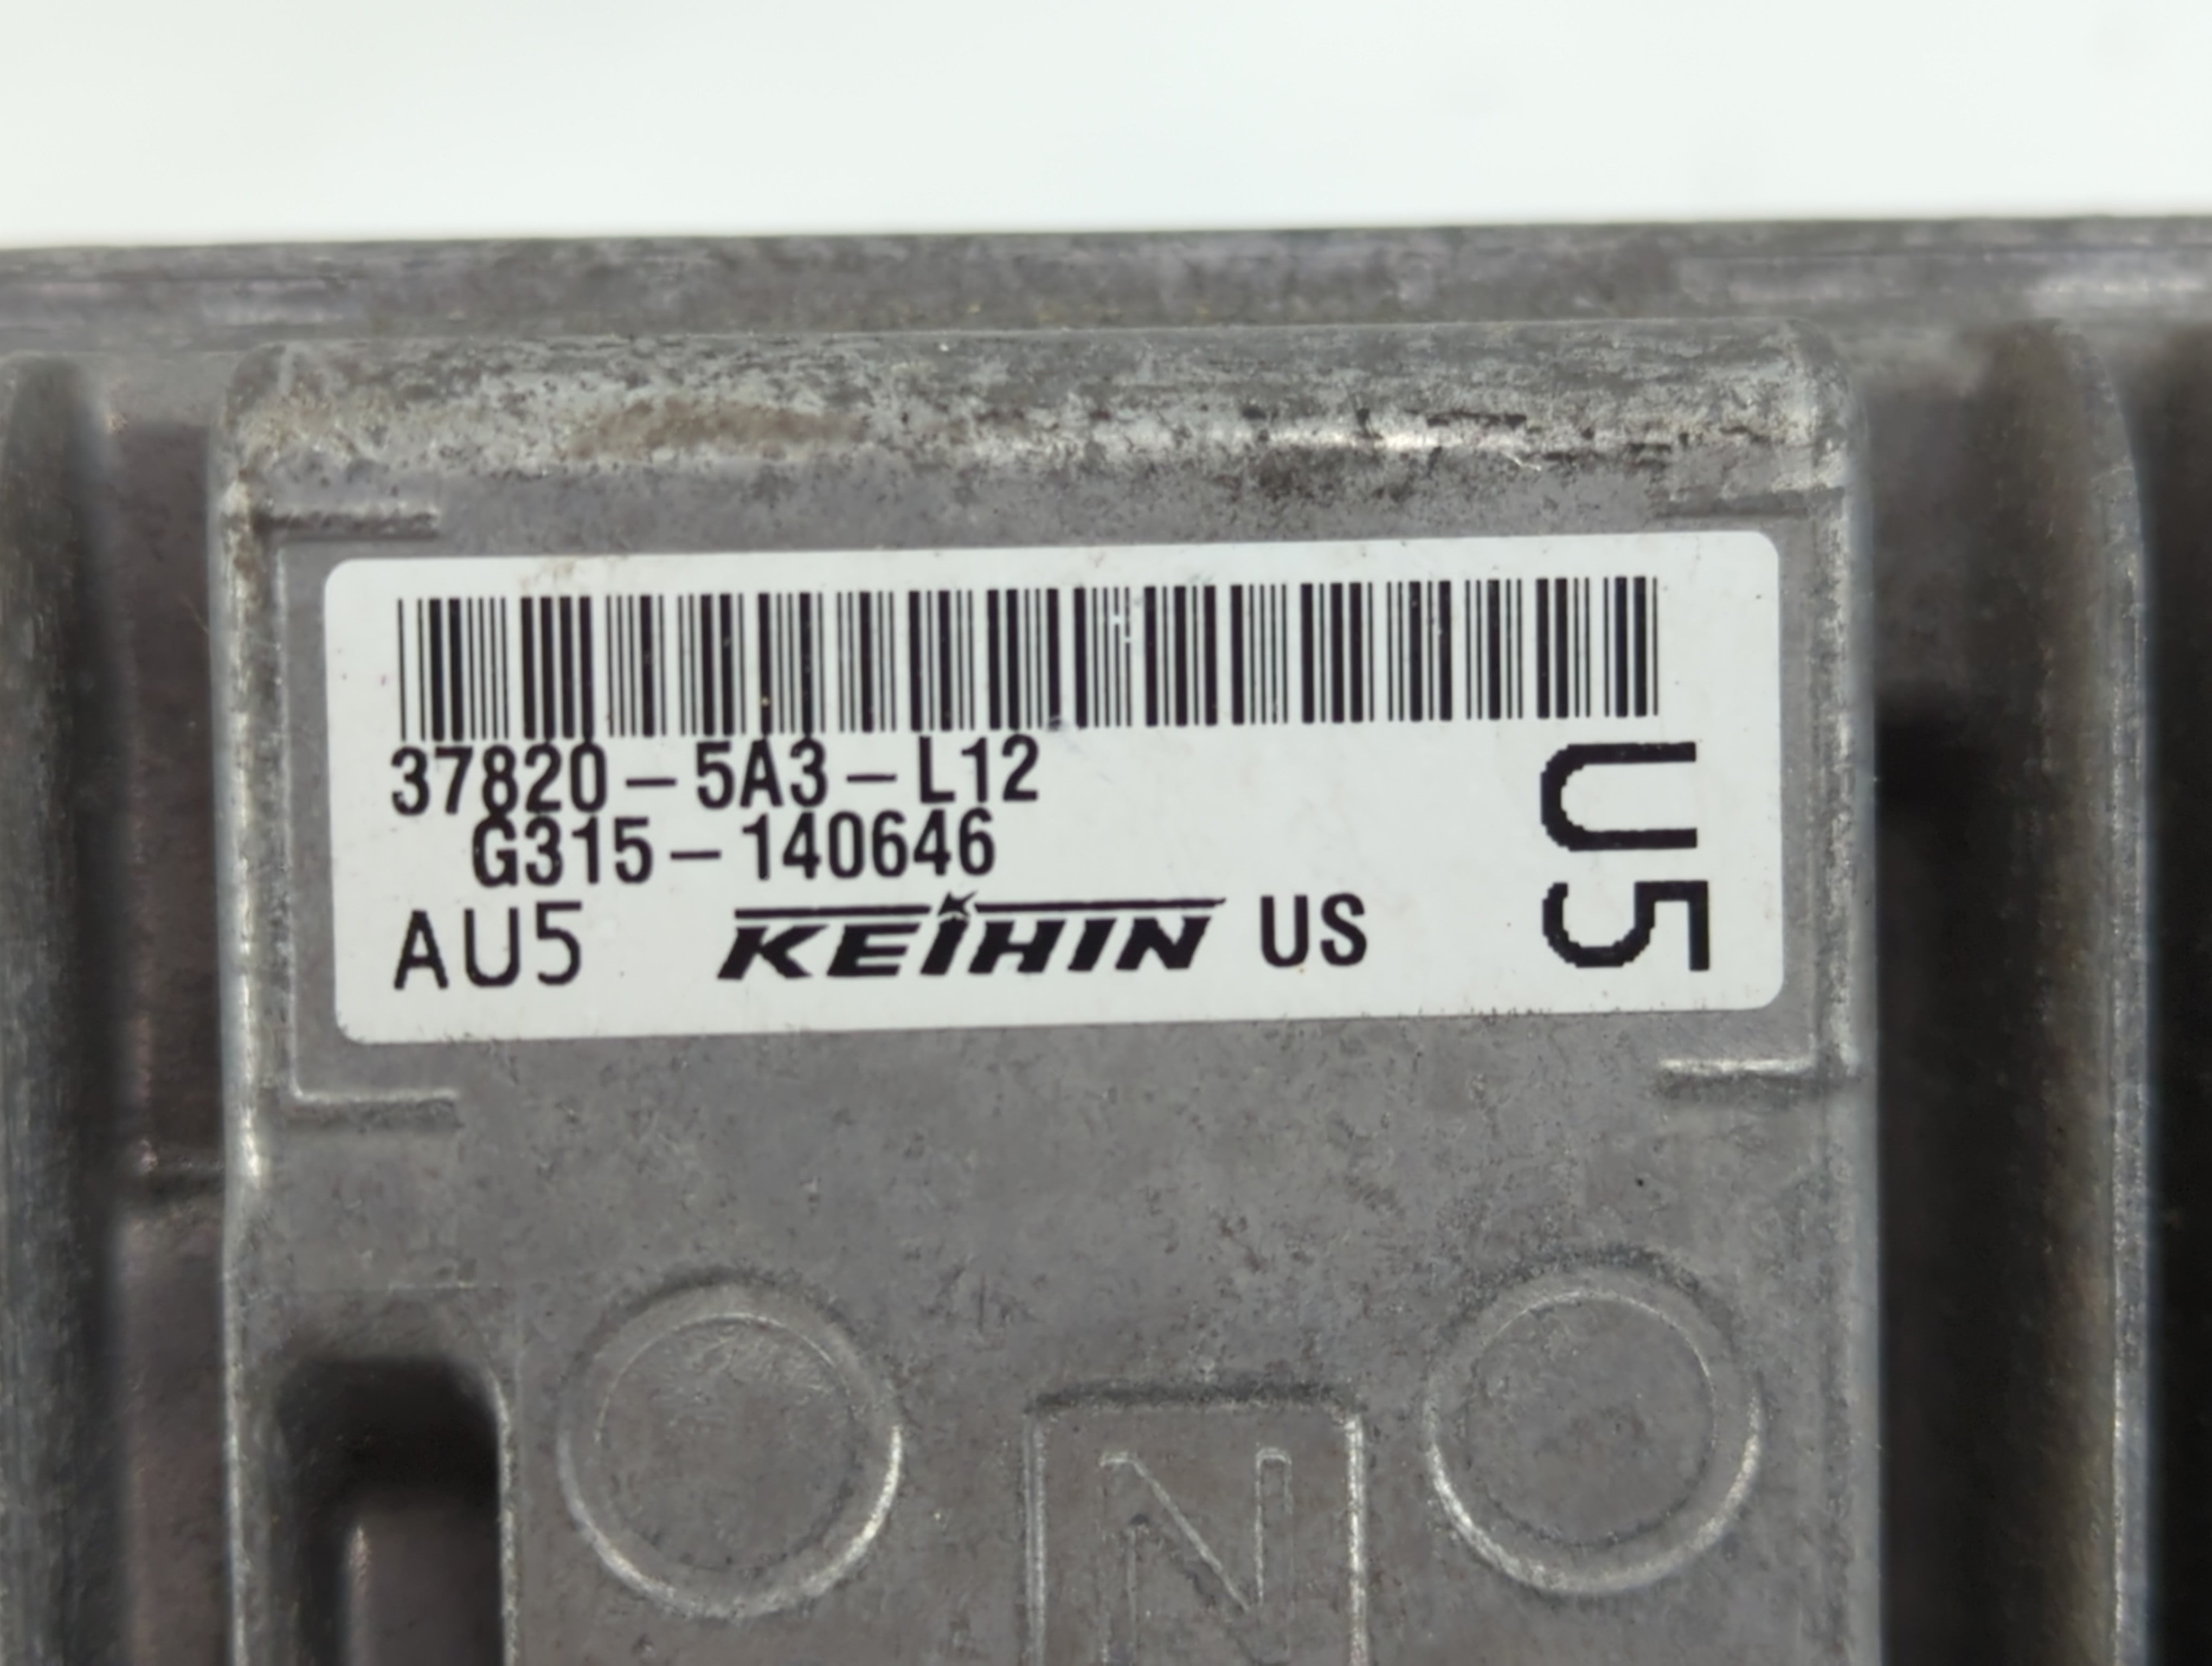 37820-5A3-L12
G315-140646
AU5 KEIHIN US
U5
N